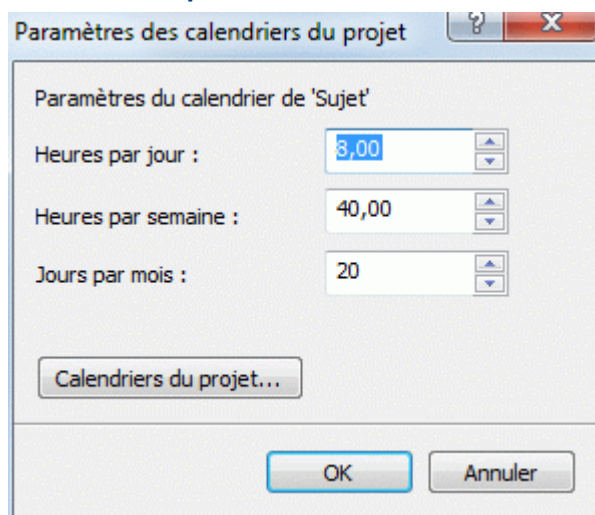 Paramètres des calendriers du projet
Paramètres du calendrier de 'Sujet'
Heures par jour : 8,00
Heures par semaine : 40,00
Jours par mois : 20
Calendriers du projet...
OK Annuler